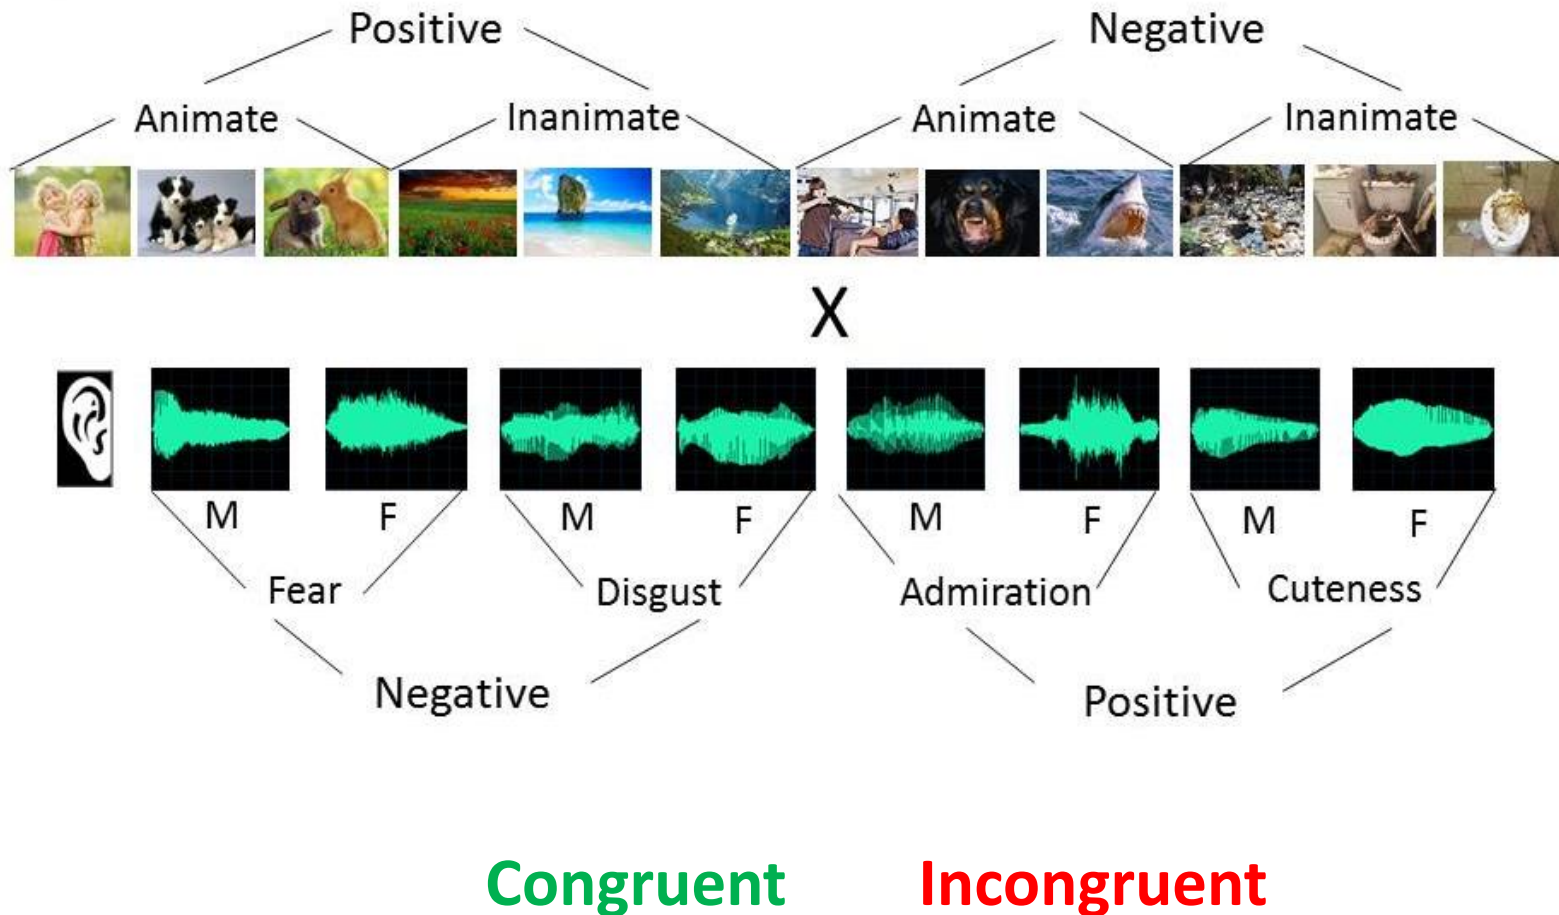 Positive Negative
Animate Inanimate Animate Inanimate
X
M F M F M F M F
Fear Disgust Admiration Cuteness
Negative Positive
Congruent Incongruent